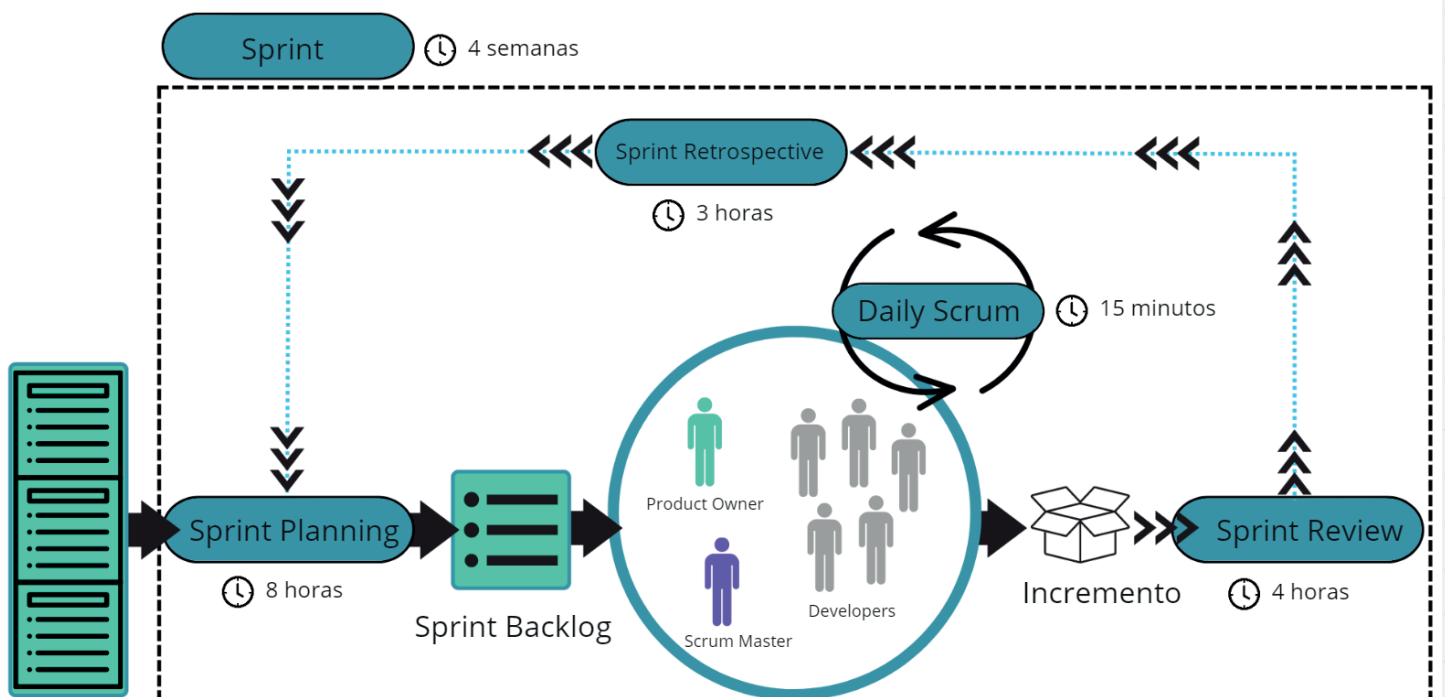 Sprint
4 semanas
Sprint Retrospective
3 horas
Daily Scrum
15 minutos
Product Owner
Sprint Planning
8 horas
Sprint Backlog
Scrum Master
Developers
Incremento
Sprint Review
4 horas